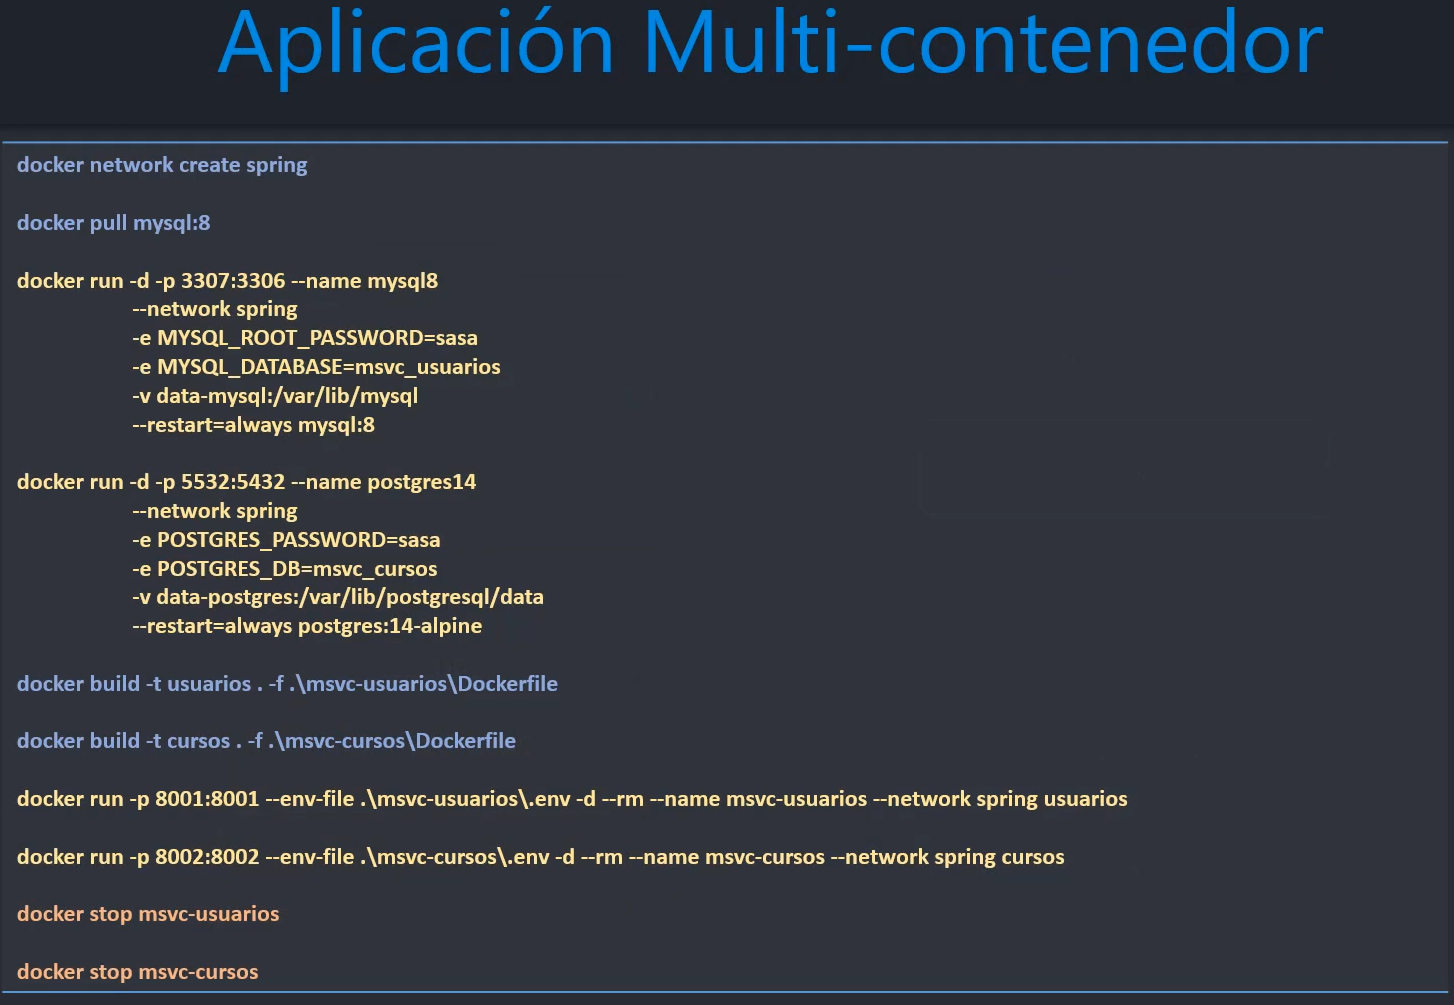 Aplicación Multi-contenedor
docker network create spring
docker pull mysql:8
docker run -d -p 3307:3306 --name mysql8
--network spring
-e MYSQL_ROOT_PASSWORD=sasa
-e MYSQL_DATABASE=msvc_usuarios
-v data-mysql:/var/lib/mysql
--restart=always mysql:8
docker run -d -p 5532:5432 --name postgres14
--network spring
-e POSTGRES_PASSWORD=sasa
-e POSTGRES_DB=msvc_cursos
-v data-postgres:/var/lib/postgresql/data
--restart=always postgres:14-alpine
docker build -t usuarios . -f .\msvc-usuarios\Dockerfile
docker build -t cursos . -f .\msvc-cursos\Dockerfile
docker run -p 8001:8001 --env-file .\msvc-usuarios\.env -d --rm --name msvc-usuarios --network spring usuarios
docker run -p 8002:8002 --env-file .\msvc-cursos\.env -d --rm --name msvc-cursos --network spring cursos
docker stop msvc-usuarios
docker stop msvc-cursos